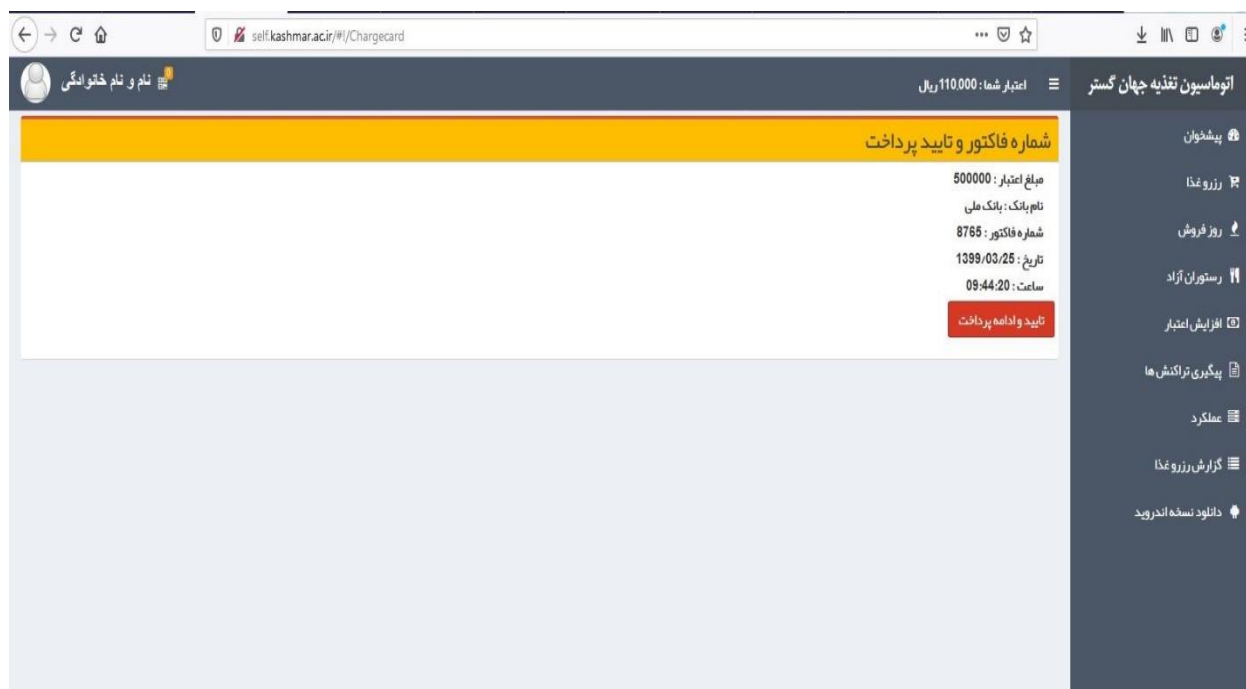 self.kashmar.ac.ir/#!/Chargecard
اتوماسیون تغذیه جهان گستر
اعتبار شما : 110,000 ریال
0
نام و نام خانوادگی
پیشخوان
رزرو غذا
روز فروش
رستوران آزاد
افزایش اعتبار
پیگیری تراکنش ها
عملکرد
گزارش رزرو غذا
دانلود نسخه اندروید
شماره فاکتور و تایید پرداخت
مبلغ اعتبار : 500000
نام بانک : بانک ملی
شماره فاکتور : 8765
تاریخ : 1399/03/25
ساعت : 09:44:20
تایید و ادامه پرداخت